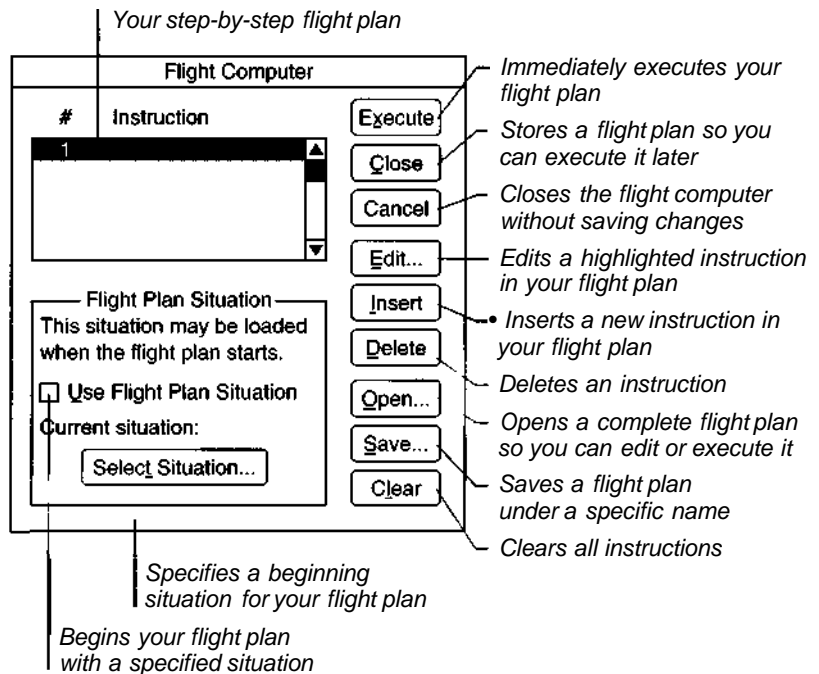 Your step-by-step flight plan
Flight Computer
# Instruction
1
Flight Plan Situation
This situation may be loaded
when the flight plan starts.
Use Flight Plan Situation
Current situation:
Select Situation...
Execute
Close
Cancel
Edit...
Insert
Delete
Open...
Save...
Clear
Immediately executes your
flight plan
Stores a flight plan so you
can execute it later
Closes the flight computer
without saving changes
Edits a highlighted instruction
in your flight plan
• Inserts a new instruction in
your flight plan
Deletes an instruction
Opens a complete flight plan
so you can edit or execute it
Saves a flight plan
under a specific name
Clears all instructions
Specifies a beginning
situation for your flight plan
Begins your flight plan
with a specified situation